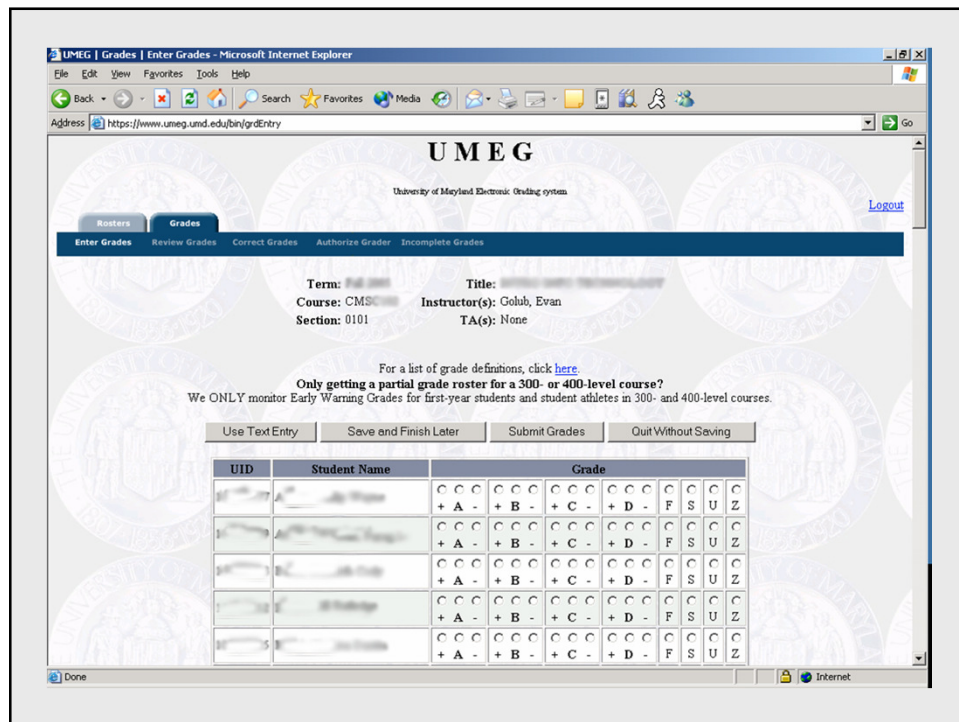 UMEG | Grades | Enter Grades - Microsoft Internet Explorer
File Edit View Favorites Tools Help
Back Search Favorites Media
Address https://www.umeg.umd.edu/bin/grdEntry Go
UMEG
University of Maryland Electronic Grading system
Logout
Rosters Grades
Enter Grades Review Grades Correct Grades Authorize Grader Incomplete Grades
Term: Title:
Course: CMSC Instructor(s): Golub, Evan
Section: 0101 TA(s): None
For a list of grade definitions, click here.
Only getting a partial grade roster for a 300- or 400-level course?
We ONLY monitor Early Warning Grades for first-year students and student athletes in 300- and 400-level courses.
Use Text Entry Save and Finish Later Submit Grades Quit Without Saving
UID Student Name Grade
+ A - + B - + C - + D - F S U Z
+ A - + B - + C - + D - F S U Z
+ A - + B - + C - + D - F S U Z
+ A - + B - + C - + D - F S U Z
+ A - + B - + C - + D - F S U Z
Done Internet